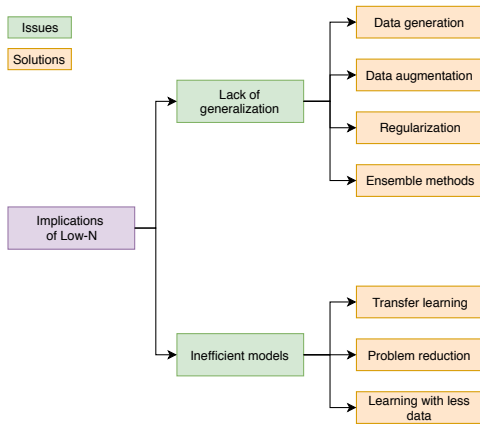 Issues
Solutions
Implications
of Low-N
Lack of
generalization
Data generation
Data augmentation
Regularization
Ensemble methods
Inefficient models
Transfer learning
Problem reduction
Learning with less
data